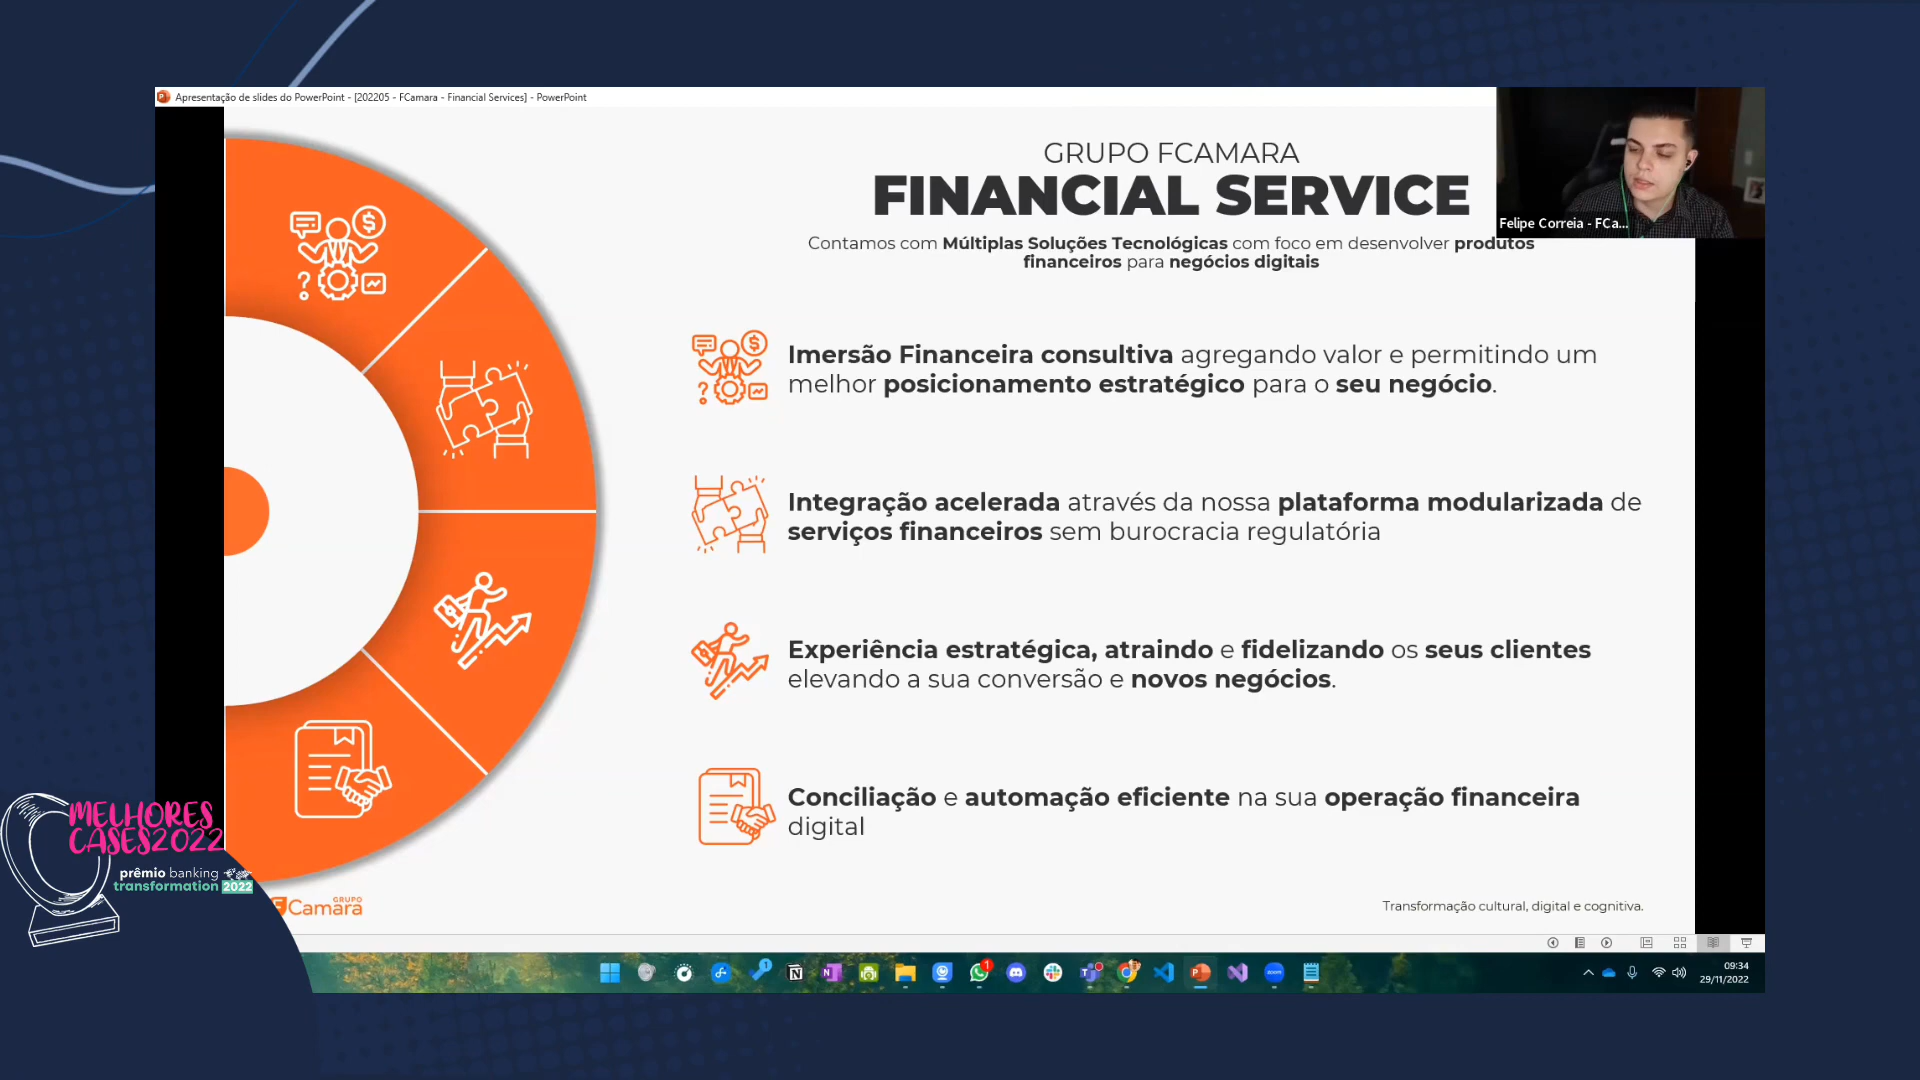 Apresentação de slides do PowerPoint - [202205 - FCamara - Financial Services] - PowerPoint
GRUPO FCAMARA
FINANCIAL SERVICE
Felipe Correia - FCa...
Contamos com Múltiplas Soluções Tecnológicas com foco em desenvolver produtos
financeiros para negócios digitais
Imersão Financeira consultiva agregando valor e permitindo um
melhor posicionamento estratégico para o seu negócio.
Integração acelerada através da nossa plataforma modularizada de
serviços financeiros sem burocracia regulatória
Experiência estratégica, atraindo e fidelizando os seus clientes
elevando a sua conversão e novos negócios.
Conciliação e automação eficiente na sua operação financeira
digital
MELHORES
CASES2022
prêmio banking
transformation 2022
GRUPO
FCamara
Transformação cultural, digital e cognitiva.
09:34
29/11/2022